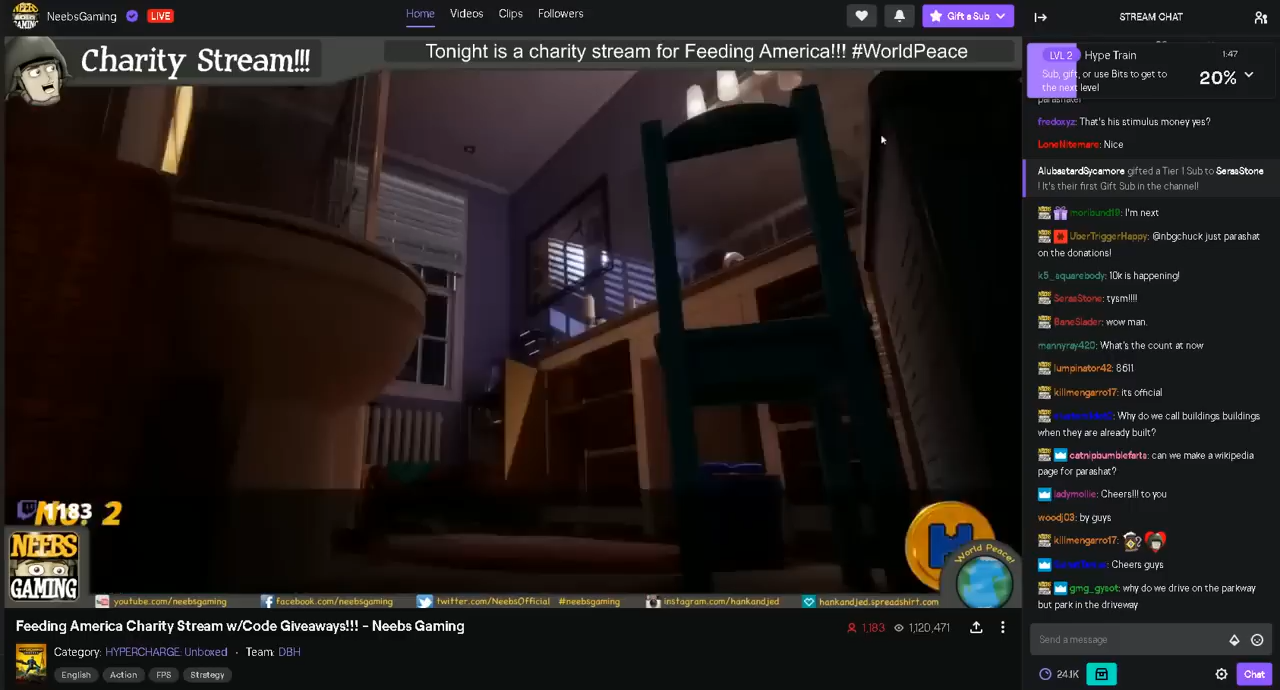 NeebsGaming LIVE
Home Videos Clips Followers
Gift a Sub
STREAM CHAT
Charity Stream!!!
Tonight is a charity stream for Feeding America!!! #WorldPeace
LVL 2 Hype Train 1:47
Sub, gift, or use Bits to get to
the next level
20%
fredoxyz: That's his stimulus money yes?
LoneNitemare: Nice
AlubastardSycamore gifted a Tier 1 Sub to SerasStone
! It's their first Gift Sub in the channel!
moribund19: I'm next
UberTriggerHappy: @nbgchuck just parashat
on the donations!
k5_squarebody: 10k is happening!
SerasStone: tysm!!!!
BaneSlader: wow man.
mannyray420: What's the count at now
lumpinator42: 8611
killmengarro17: its official
Why do we call buildings buildings
when they are already built?
catnipbumblefarts: can we make a wikipedia
page for parashat?
ladymollie: Cheers!!! to you
woodj03: by guys
killmengarro17:
Cheers guys
gmg_gysot: why do we drive on the parkway
but park in the driveway
1183
NO. 2
NEEBS
GAMING
World Peace!
youtube.com/neebsgaming
facebook.com/neebsgaming
twitter.com/NeebsOfficial #neebsgaming
instagram.com/hankandjed
hankandjed.spreadshirt.com
Feeding America Charity Stream w/Code Giveaways!!! - Neebs Gaming
1,183 1,120,471
Category: HYPERCHARGE: Unboxed · Team: DBH
English Action FPS Strategy
Send a message
24.1K
Chat